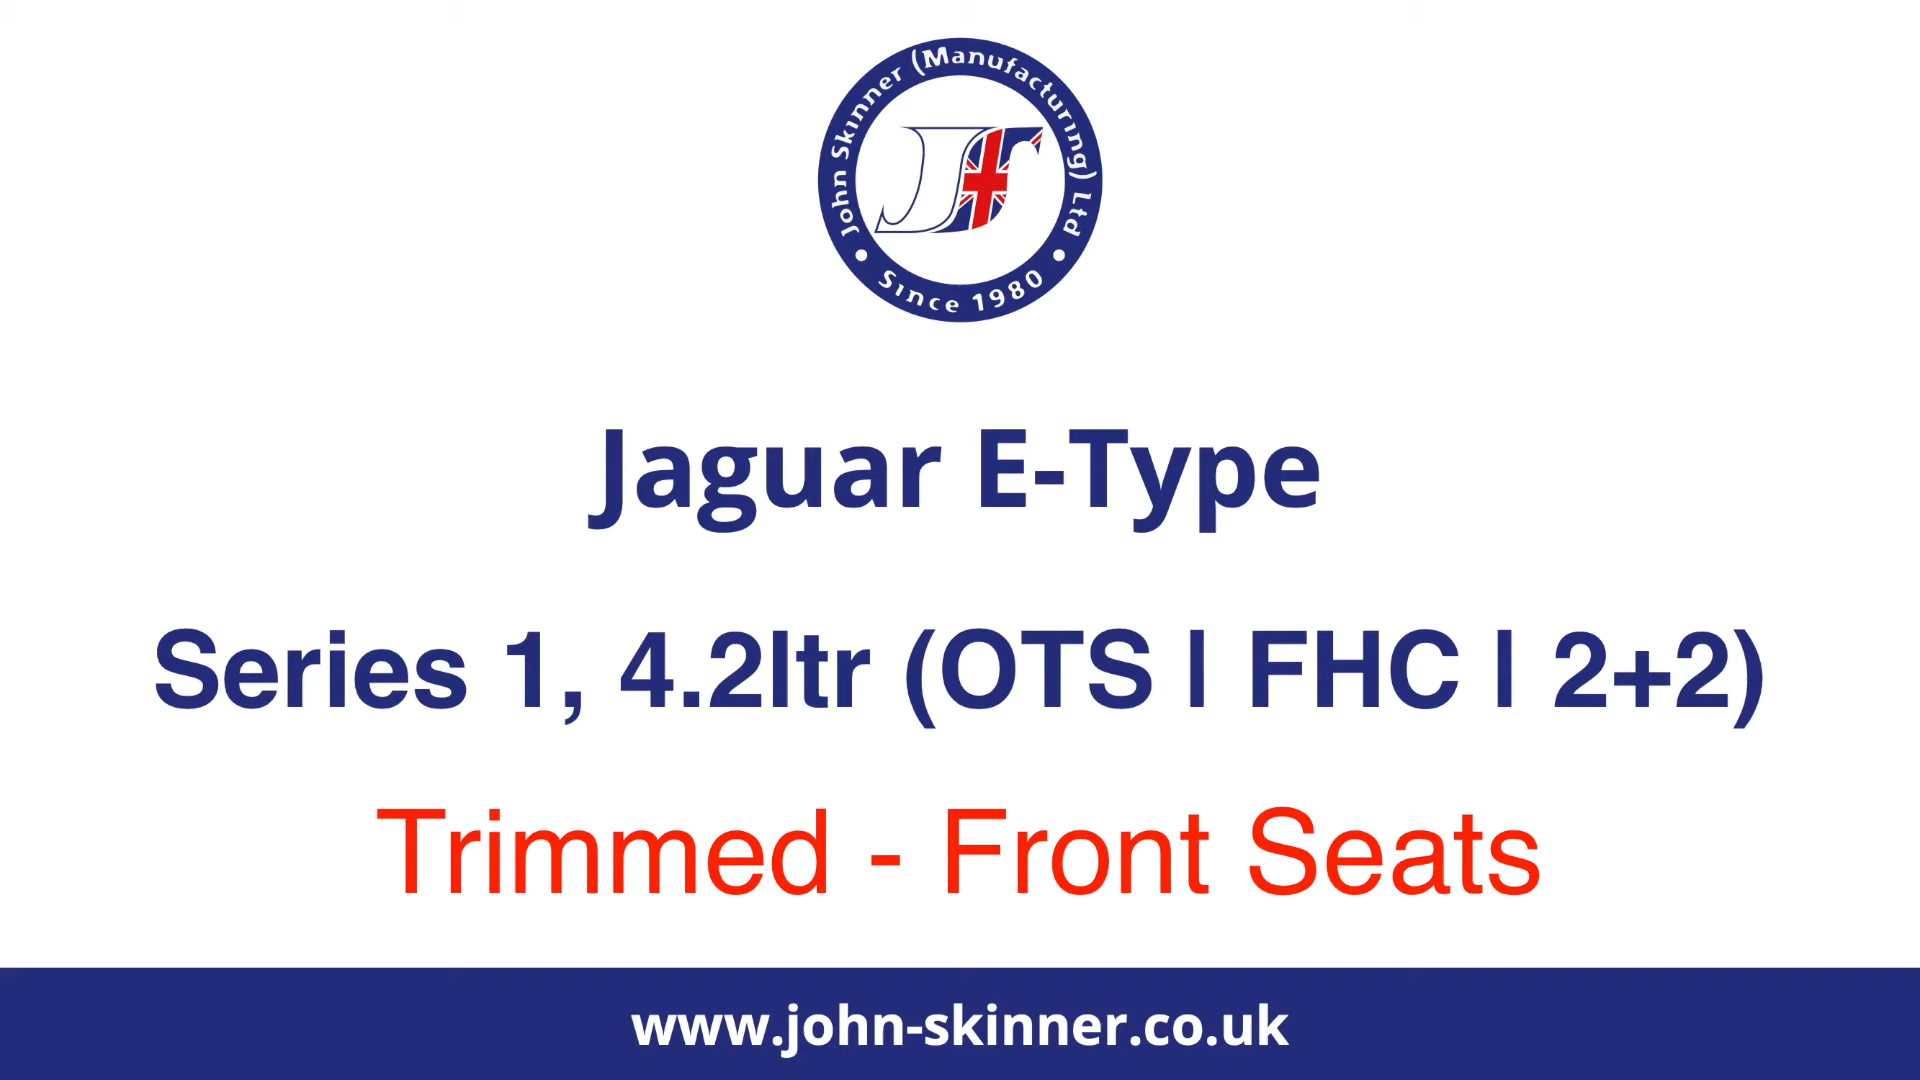 John Skinner (Manufacturing) Ltd
• Since 1980 •
JS
Jaguar E-Type
Series 1, 4.2ltr (OTS | FHC | 2+2)
Trimmed - Front Seats
www.john-skinner.co.uk